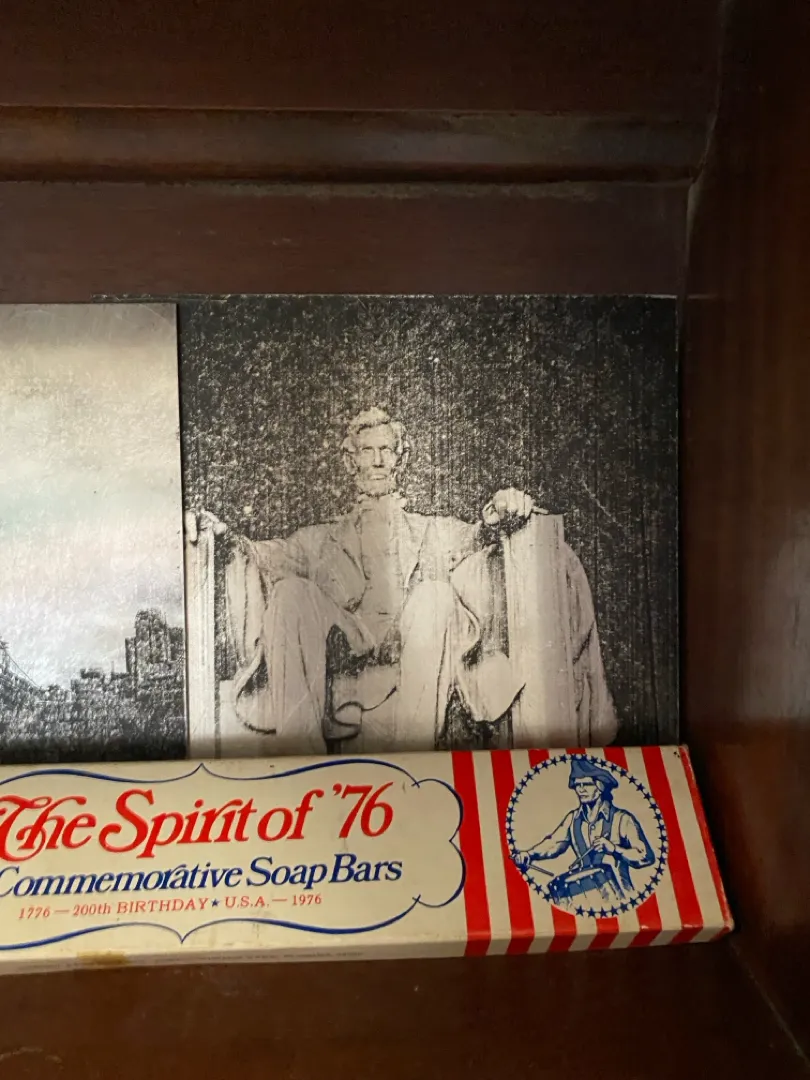 The Spirit of '76
Commemorative Soap Bars
1776 — 200th BIRTHDAY ★ U.S.A. — 1976